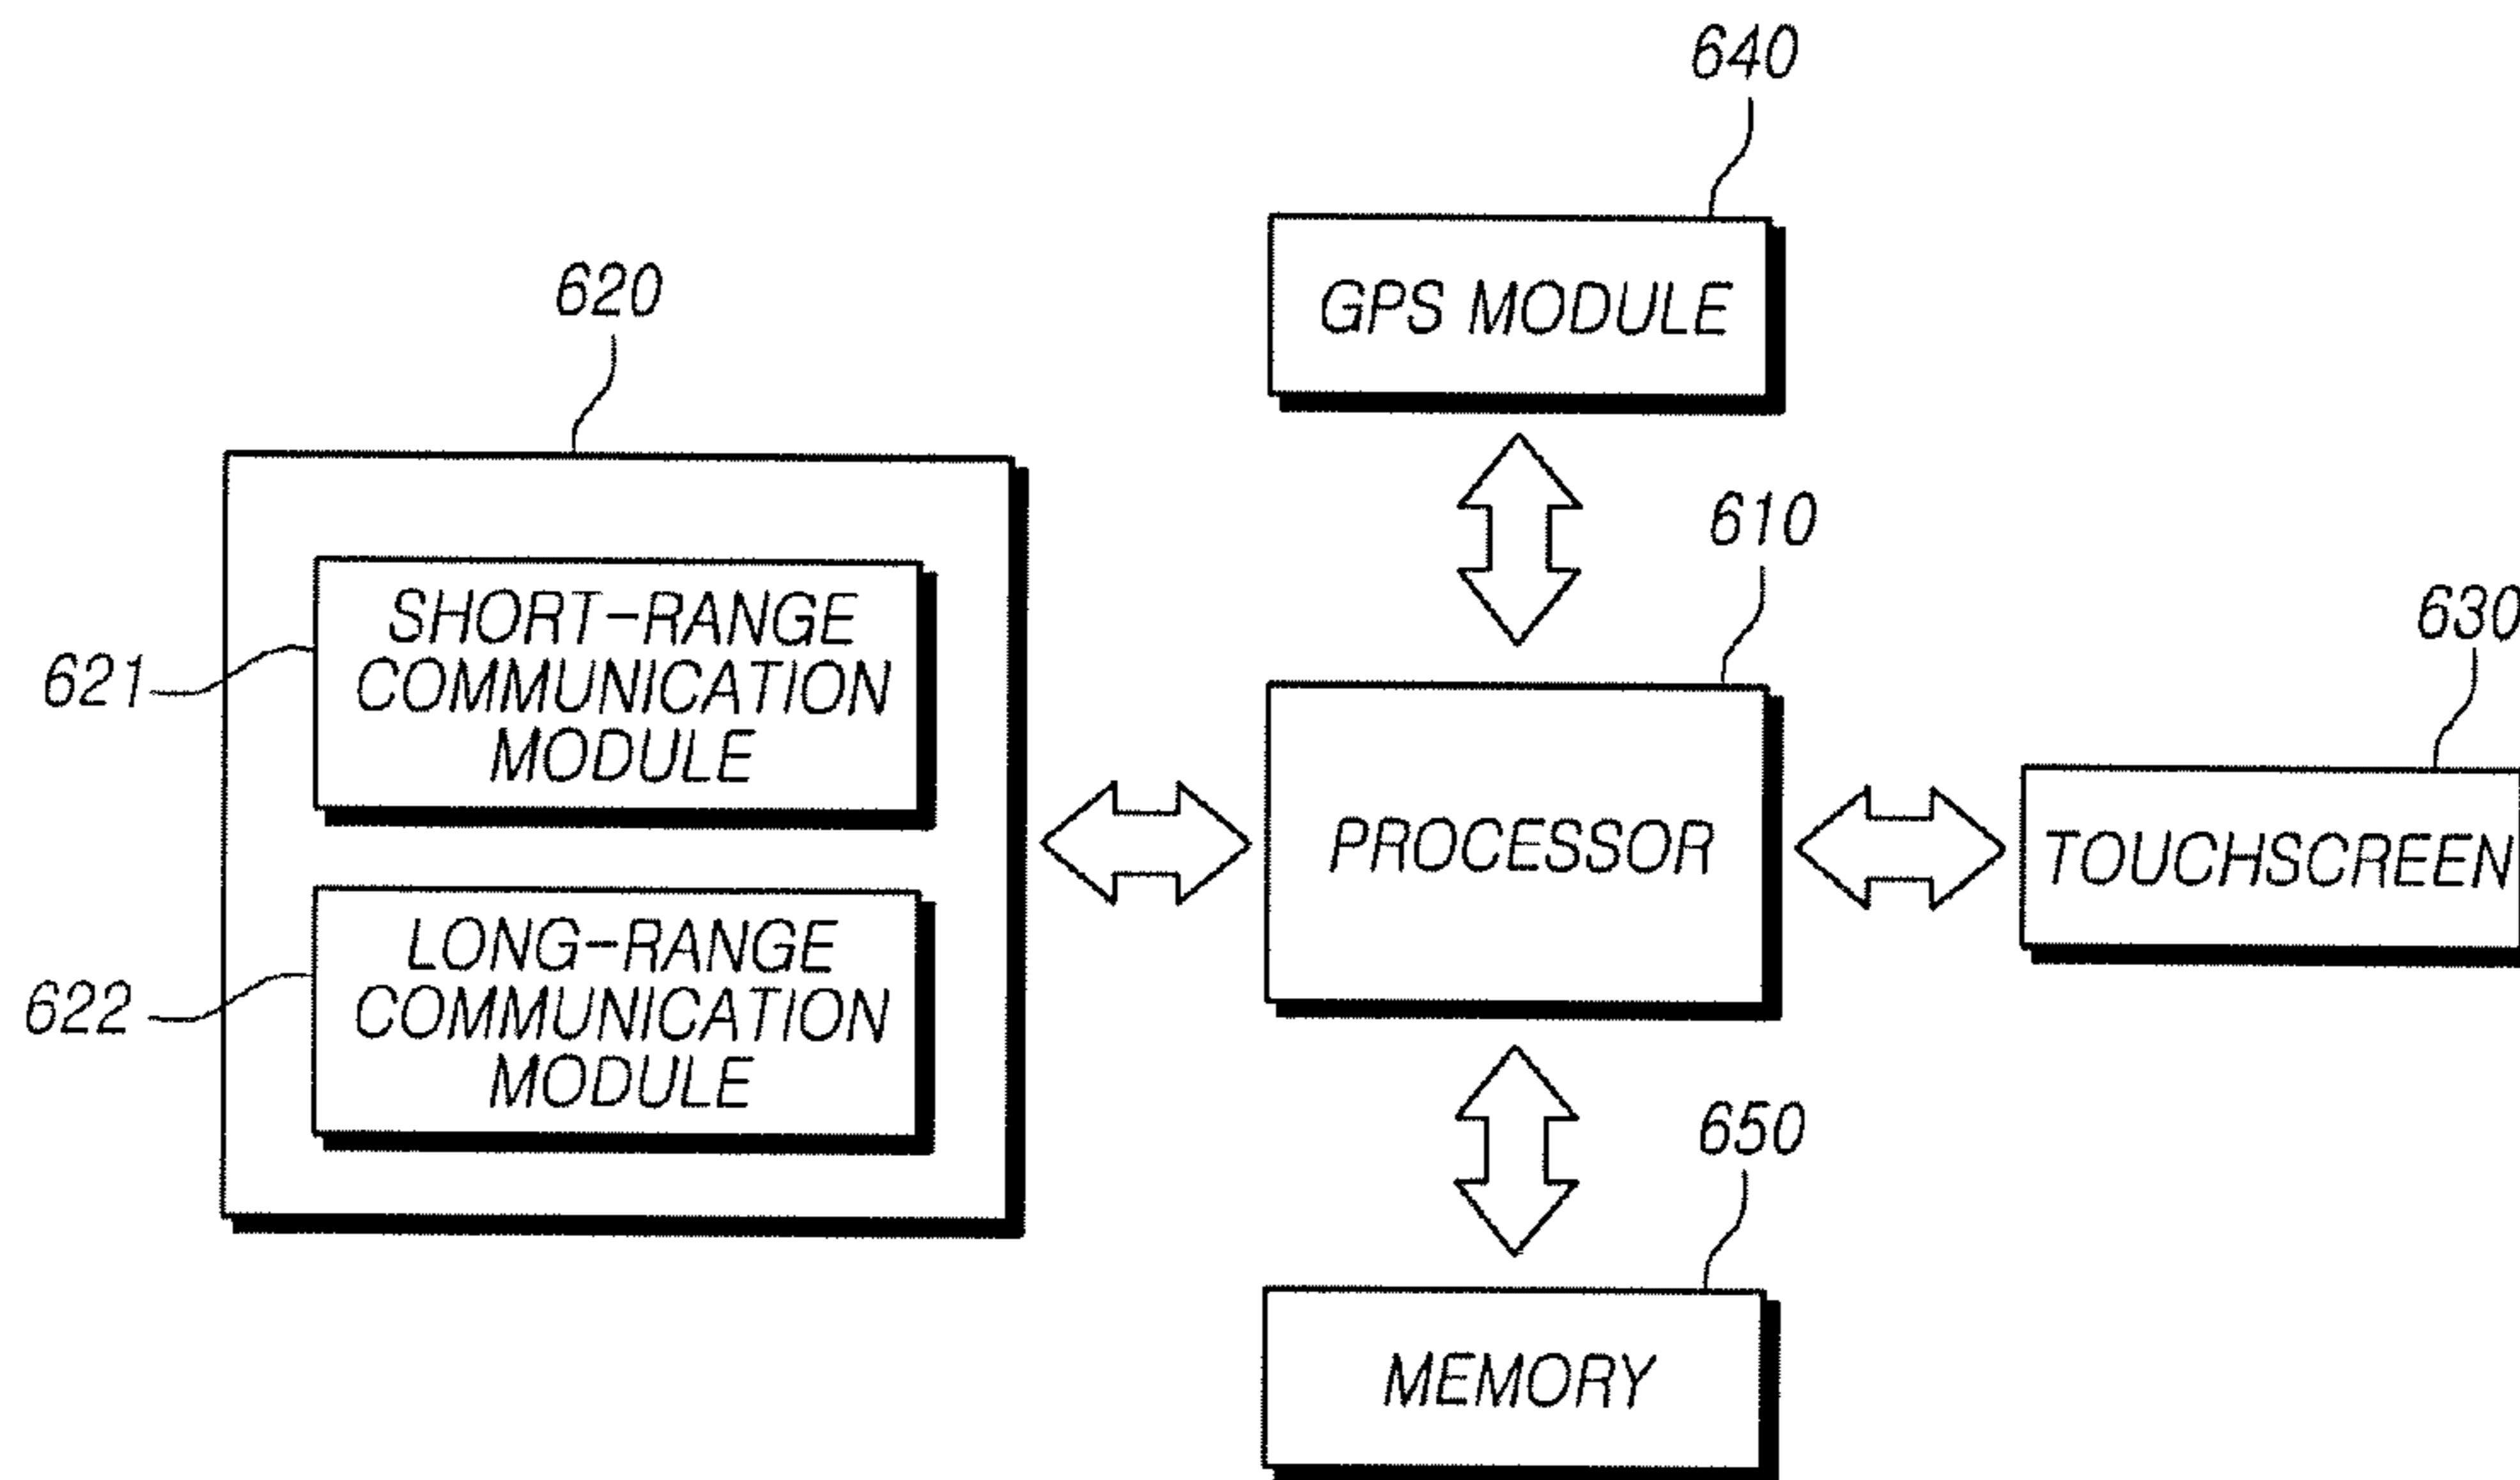 640
GPS MODULE
620
610
630
SHORT-RANGE
COMMUNICATION
MODULE
621
PROCESSOR
TOUCHSCREEN
LONG-RANGE
COMMUNICATION
MODULE
622
650
MEMORY